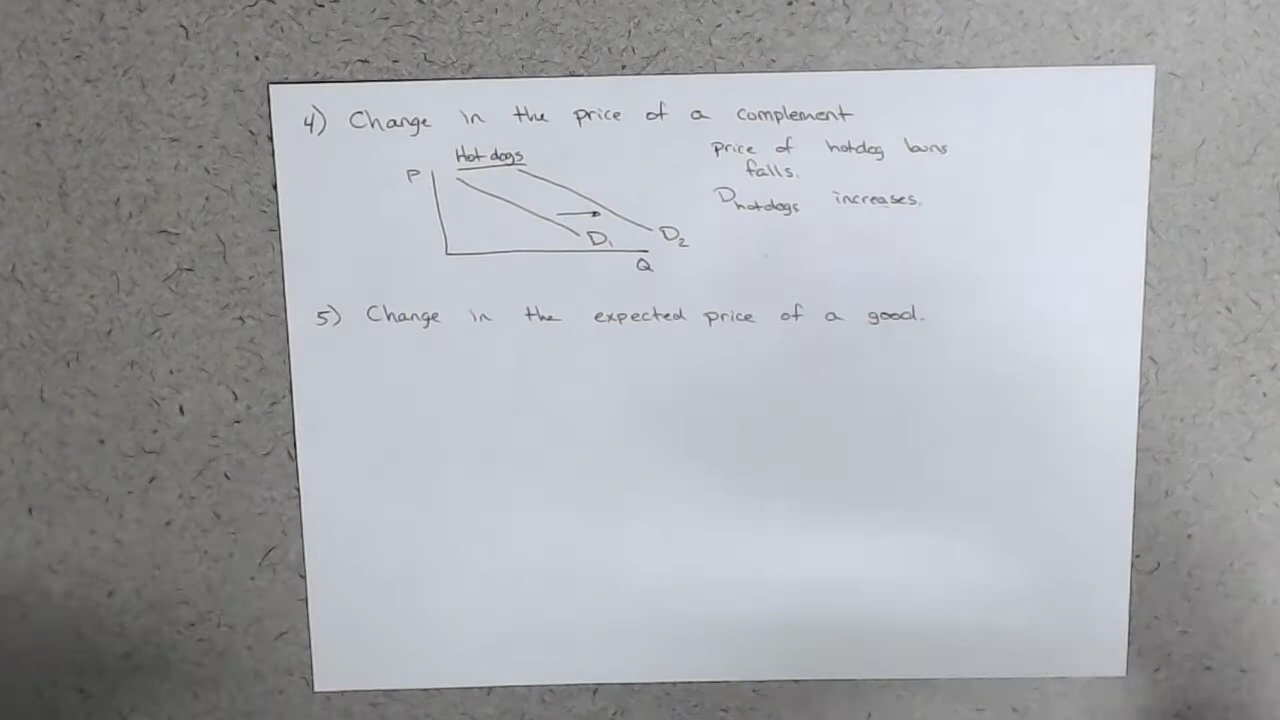 4) Change in the price of a complement
Hot dogs
P
D₁
D₂
Q
price of hotdog buns
falls.
Dhotdogs increases.
5) Change in the expected price of a good.